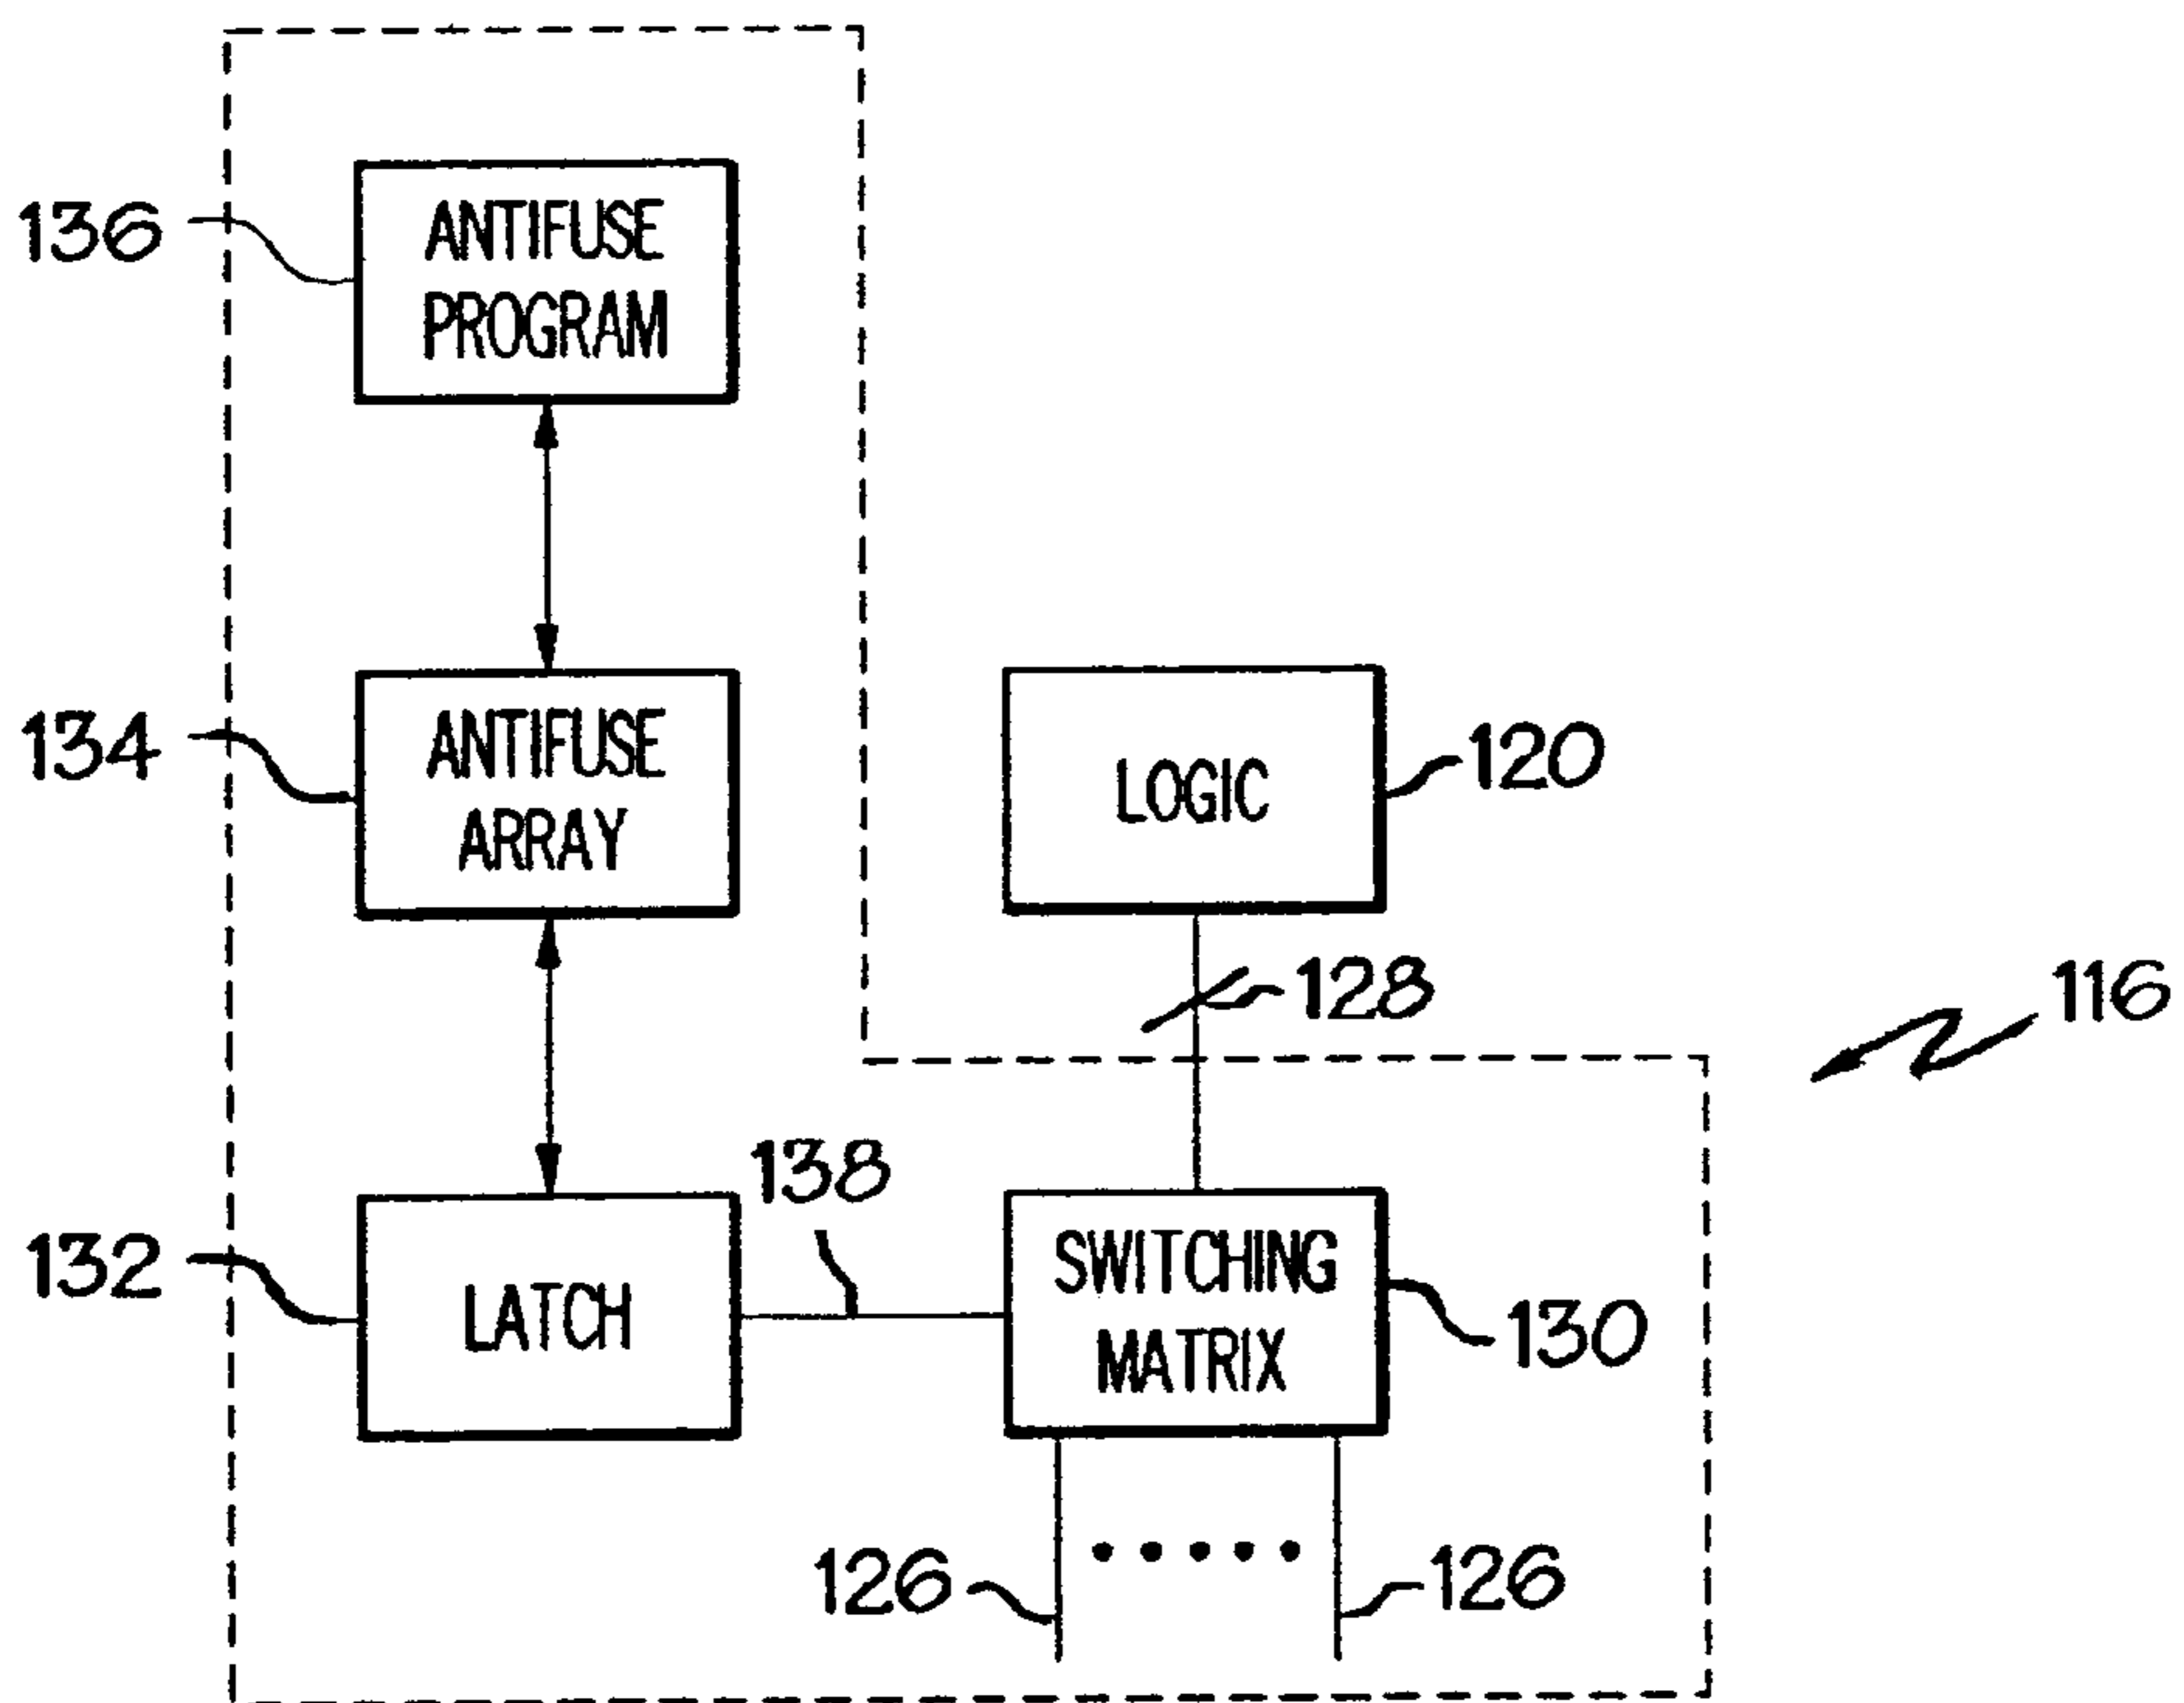 136
ANTIFUSE
PROGRAM
134
ANTIFUSE
ARRAY
LOGIC
120
128
116
138
132
LATCH
SWITCHING
MATRIX
130
126
126